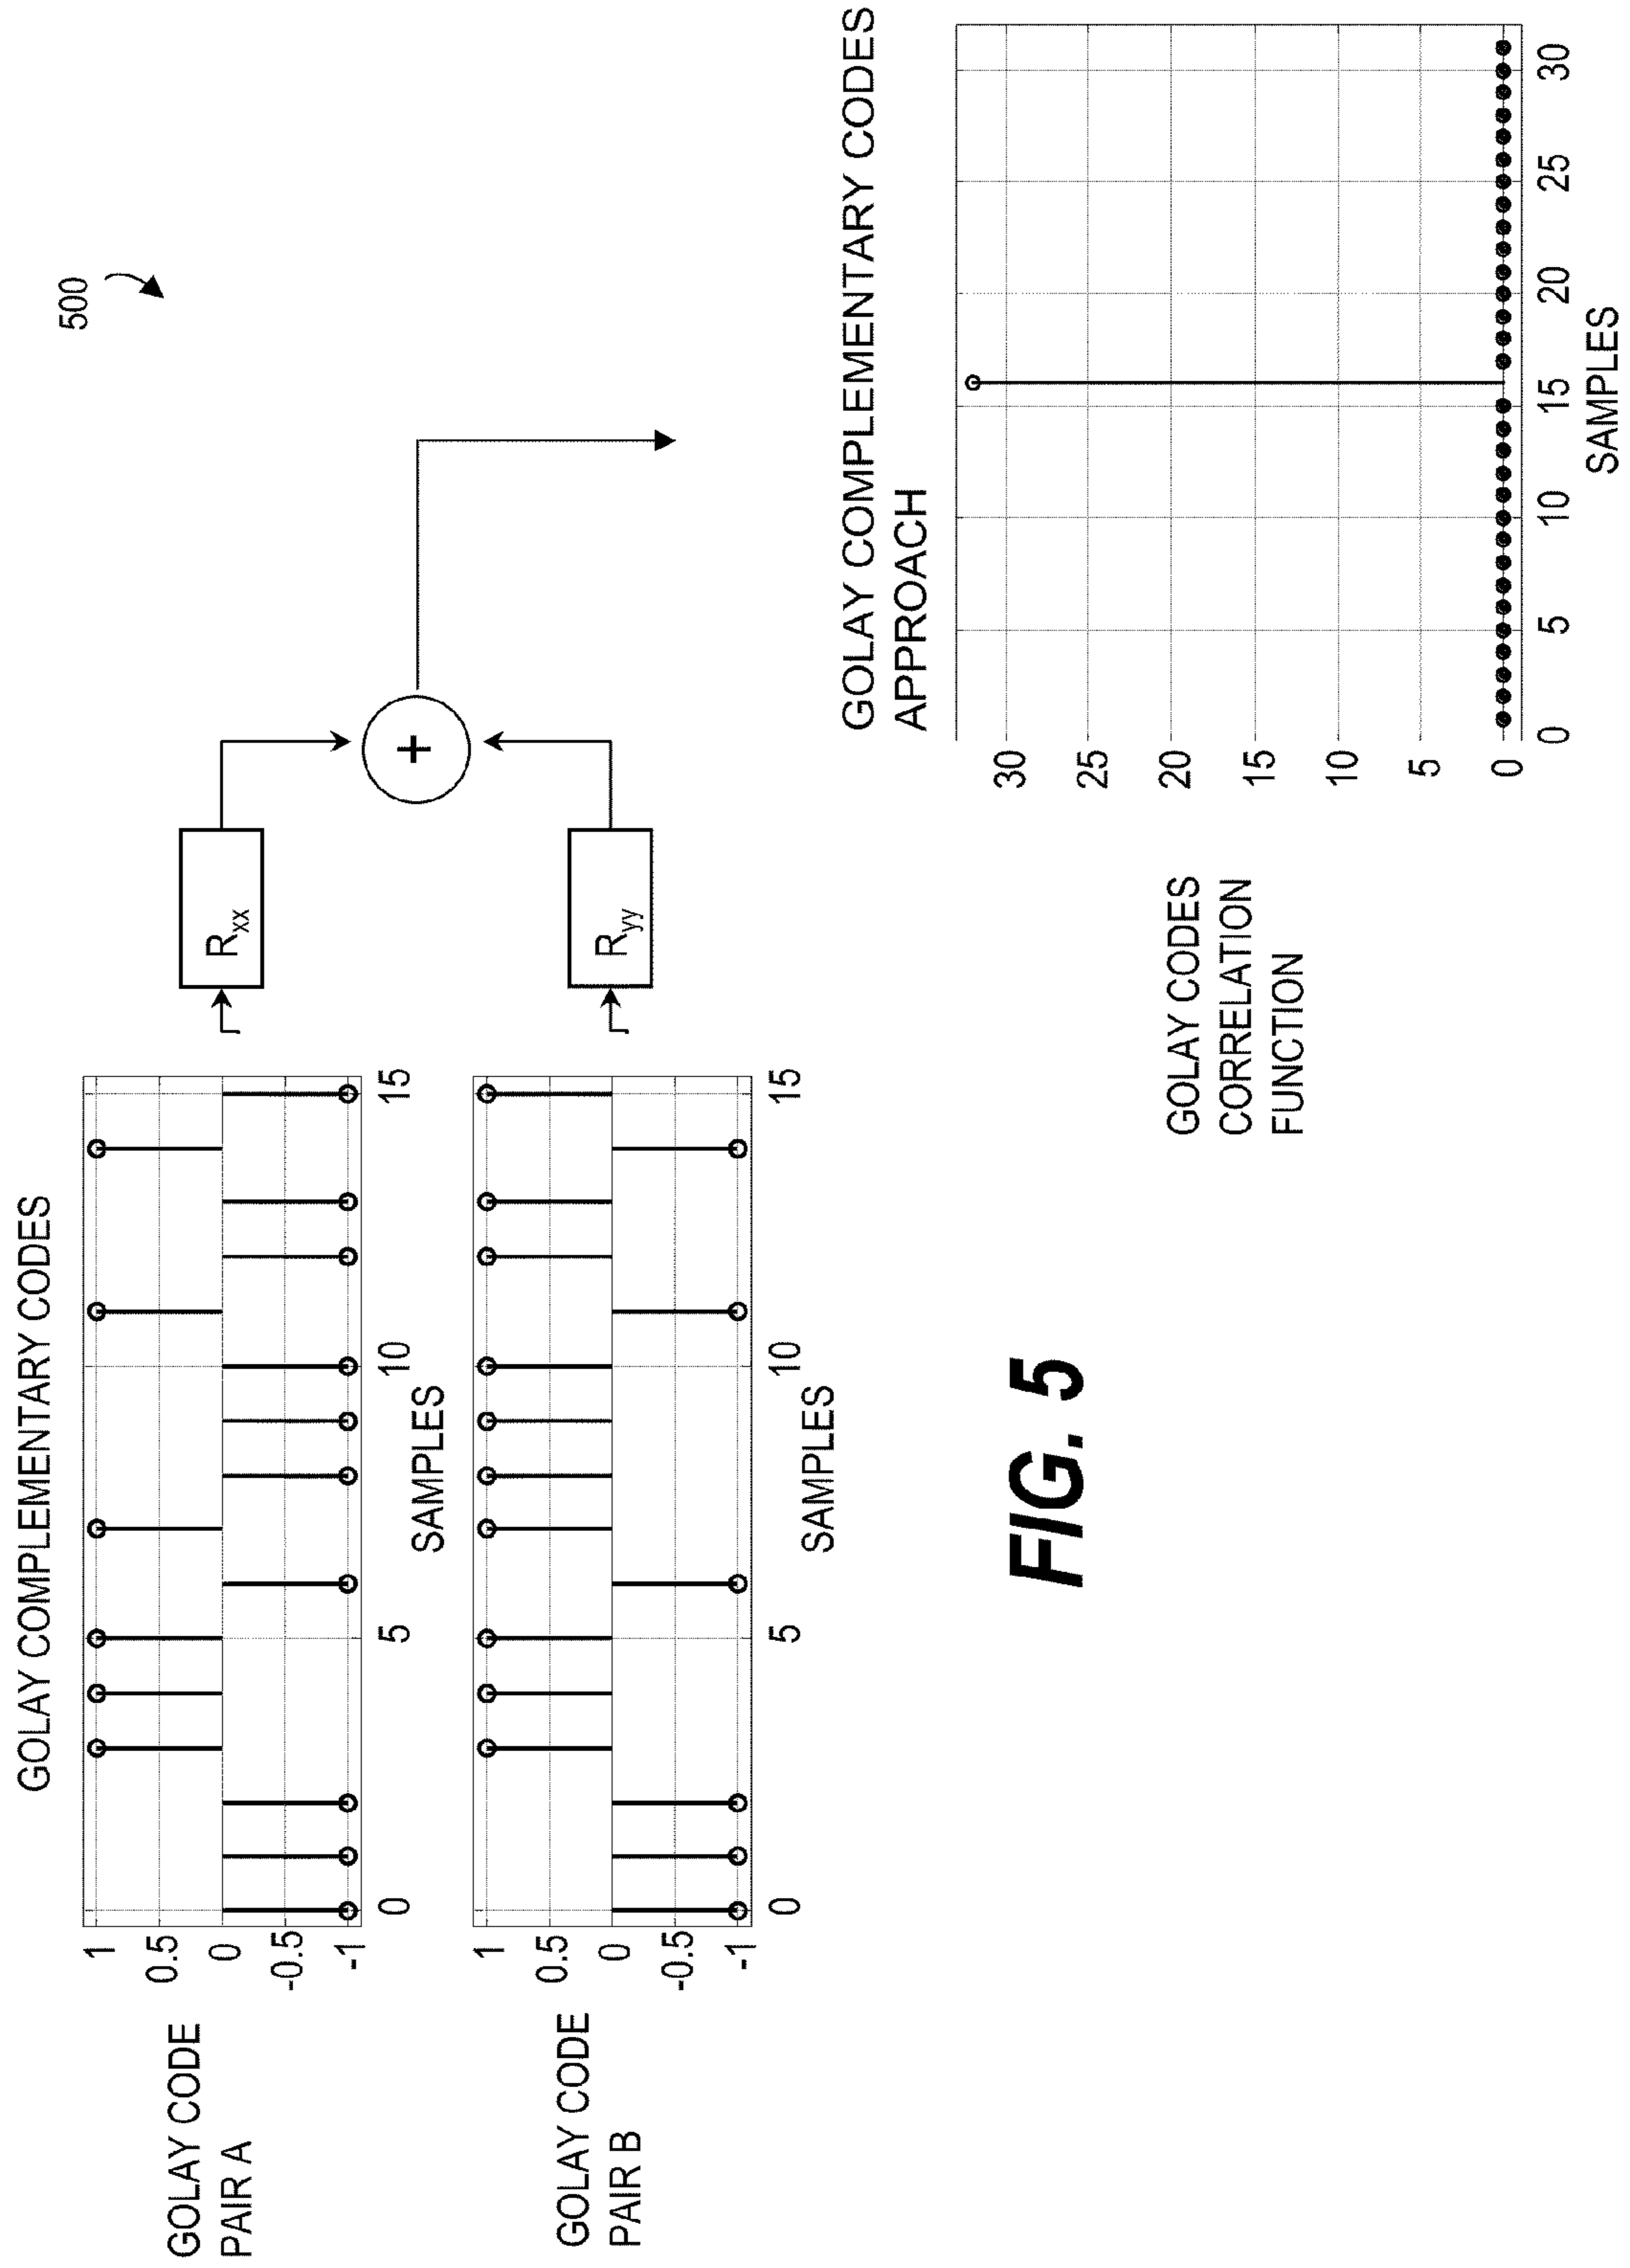 500
GOLAY COMPLEMENTARY CODES
GOLAY CODE
PAIR A
1
0.5
0
-0.5
-1
0 5 10 15
SAMPLES
Rxx
GOLAY CODE
PAIR B
1
0.5
0
-0.5
-1
0 5 10 15
SAMPLES
Ryy
+
GOLAY COMPLEMENTARY CODES
APPROACH
GOLAY CODES
CORRELATION
FUNCTION
30
25
20
15
10
5
0
0 5 10 15 20 25 30
SAMPLES
FIG. 5